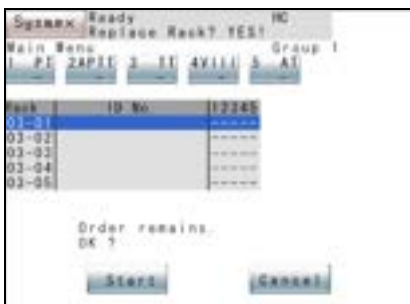 Sysmex Ready HC
Replace Rack? YES!
Main Menu Group 1
1 PT 2APTT 3 TT 4VIII 5 AT
Rack ID No 12345
03-01
03-02 -----
03-03 -----
03-04 -----
03-05 -----
Order remains.
OK ?
Start Cancel